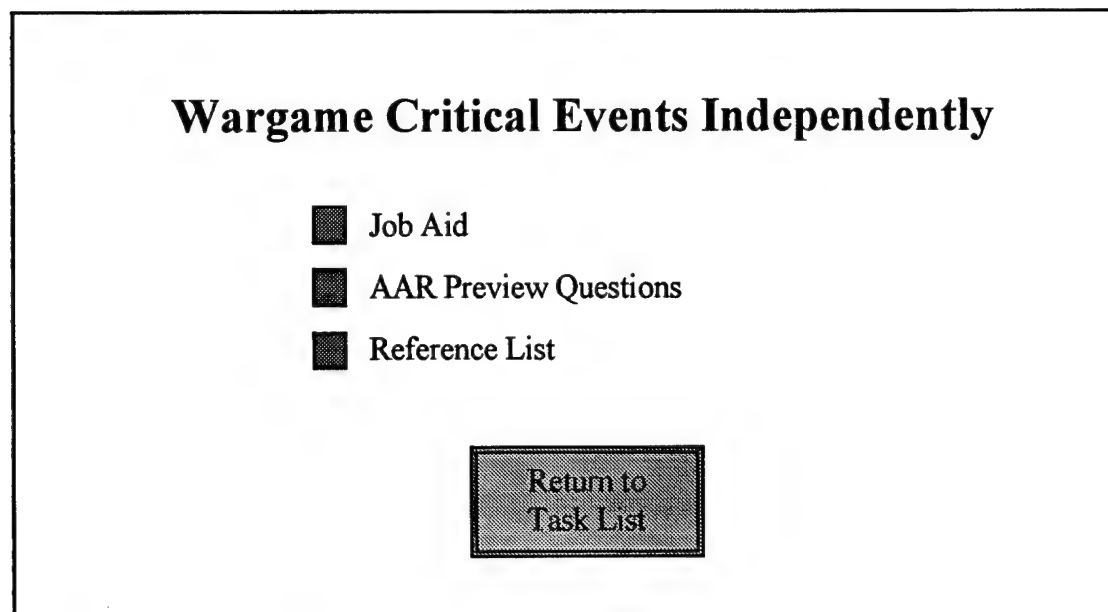 Wargame Critical Events Independently
Job Aid
AAR Preview Questions
Reference List
Return to
Task List